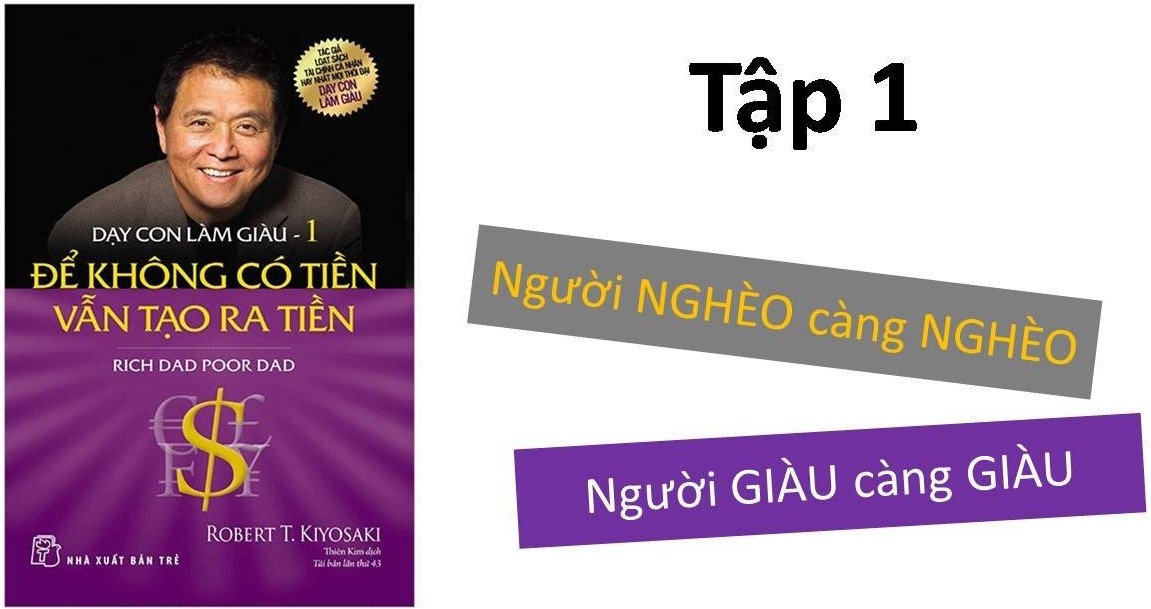 TÁC GIẢ
LOẠT SÁCH
TÀI CHÍNH CÁ NHÂN
HAY NHẤT MỌI THỜI ĐẠI
DẠY CON
LÀM GIÀU
DẠY CON LÀM GIÀU - 1
ĐỂ KHÔNG CÓ TIỀN
VẪN TẠO RA TIỀN
RICH DAD POOR DAD
$
ROBERT T. KIYOSAKI
Thiên Kim dịch
Tái bản lần thứ 43
NHÀ XUẤT BẢN TRẺ
Tập 1
Người NGHÈO càng NGHÈO
Người GIÀU càng GIÀU